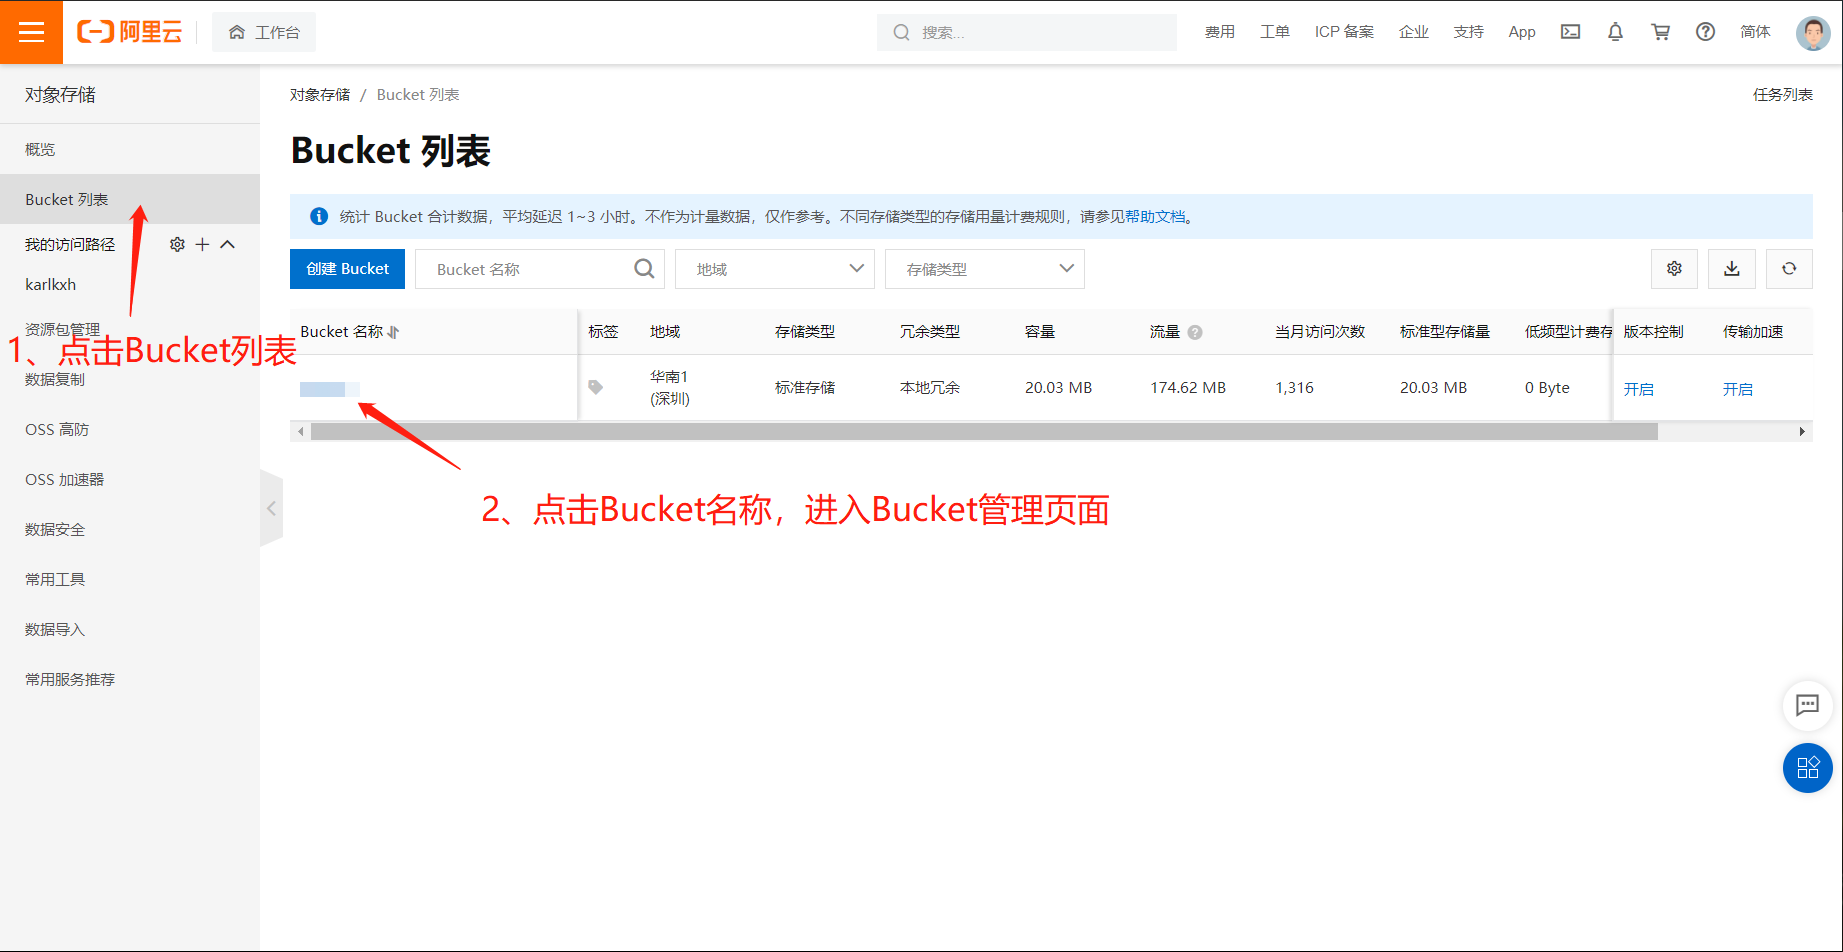 阿里云
工作台
搜索...
费用
工单
ICP 备案
企业
支持
App
简体
对象存储
概览
Bucket 列表
我的访问路径
karlkxh
资源包管理
1、点击Bucket列表
数据复制
OSS 高防
OSS 加速器
数据安全
常用工具
数据导入
常用服务推荐
对象存储 / Bucket 列表
任务列表
Bucket 列表
统计 Bucket 合计数据，平均延迟 1~3 小时。不作为计量数据，仅作参考。不同存储类型的存储用量计费规则，请参见帮助文档。
创建 Bucket
Bucket 名称
地域
存储类型
Bucket 名称 标签 地域 存储类型 冗余类型 容量 流量 当月访问次数 标准型存储量 低频型计费存 版本控制 传输加速
华南1
(深圳)
标准存储 本地冗余 20.03 MB 174.62 MB 1,316 20.03 MB 0 Byte 开启 开启
2、点击Bucket名称，进入Bucket管理页面